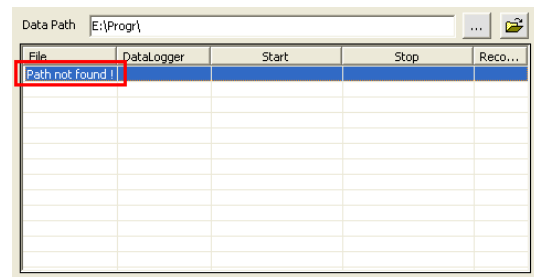 Data Path E:\Progr\ ...
File DataLogger Start Stop Reco...
Path not found !